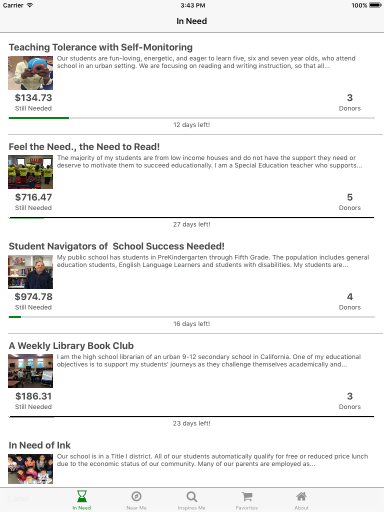 Carrier 3:43 PM 100%
In Need
Teaching Tolerance with Self-Monitoring
Our students are fun-loving, energetic, and eager to learn five, six and seven year olds, who attend
school in an urban setting. We are focusing on reading and writing instruction, so that all...
$134.73 3
Still Needed Donors
12 days left!
Feel the Need., the Need to Read!
The majority of my students are from low income houses and do not have the support they need or
deserve to motivate them to succeed educationally. I am a Special Education teacher who supports...
$716.47 5
Still Needed Donors
27 days left!
Student Navigators of School Success Needed!
My public school has students in PreKindergarten through Fifth Grade. The population includes general
education students, English Language Learners and students with disabilities. My students are...
$974.78 4
Still Needed Donors
16 days left!
A Weekly Library Book Club
I am the high school librarian of an urban 9-12 secondary school in California. One of my educational
objectives is to support my students' journeys as they challenge themselves academically and...
$186.31 3
Still Needed Donors
23 days left!
In Need of Ink
Our school is in a Title I district. All of our students automatically qualify for free or reduced price lunch
due to the economic status of our community. Many of our parents are employed as...
In Need Near Me Inspires Me Favorites About